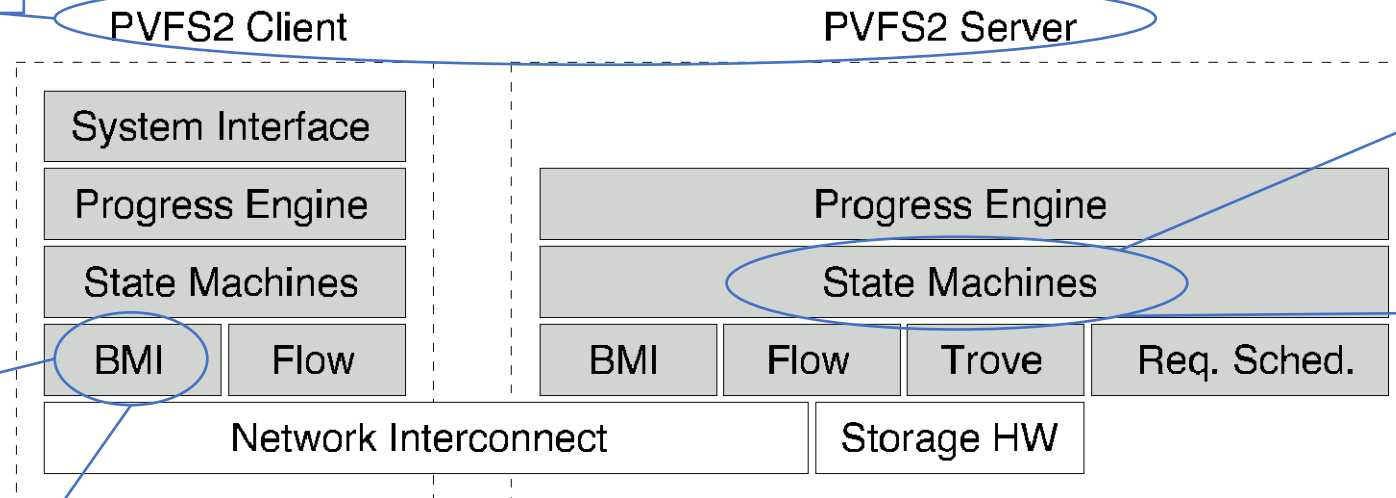 PVFS2 Client
PVFS2 Server
System Interface
Progress Engine
State Machines
BMI
Flow
Progress Engine
State Machines
BMI
Flow
Trove
Req. Sched.
Network Interconnect
Storage HW